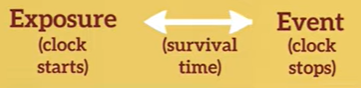 Exposure
(clock
starts)
(survival
time)
Event
(clock
stops)